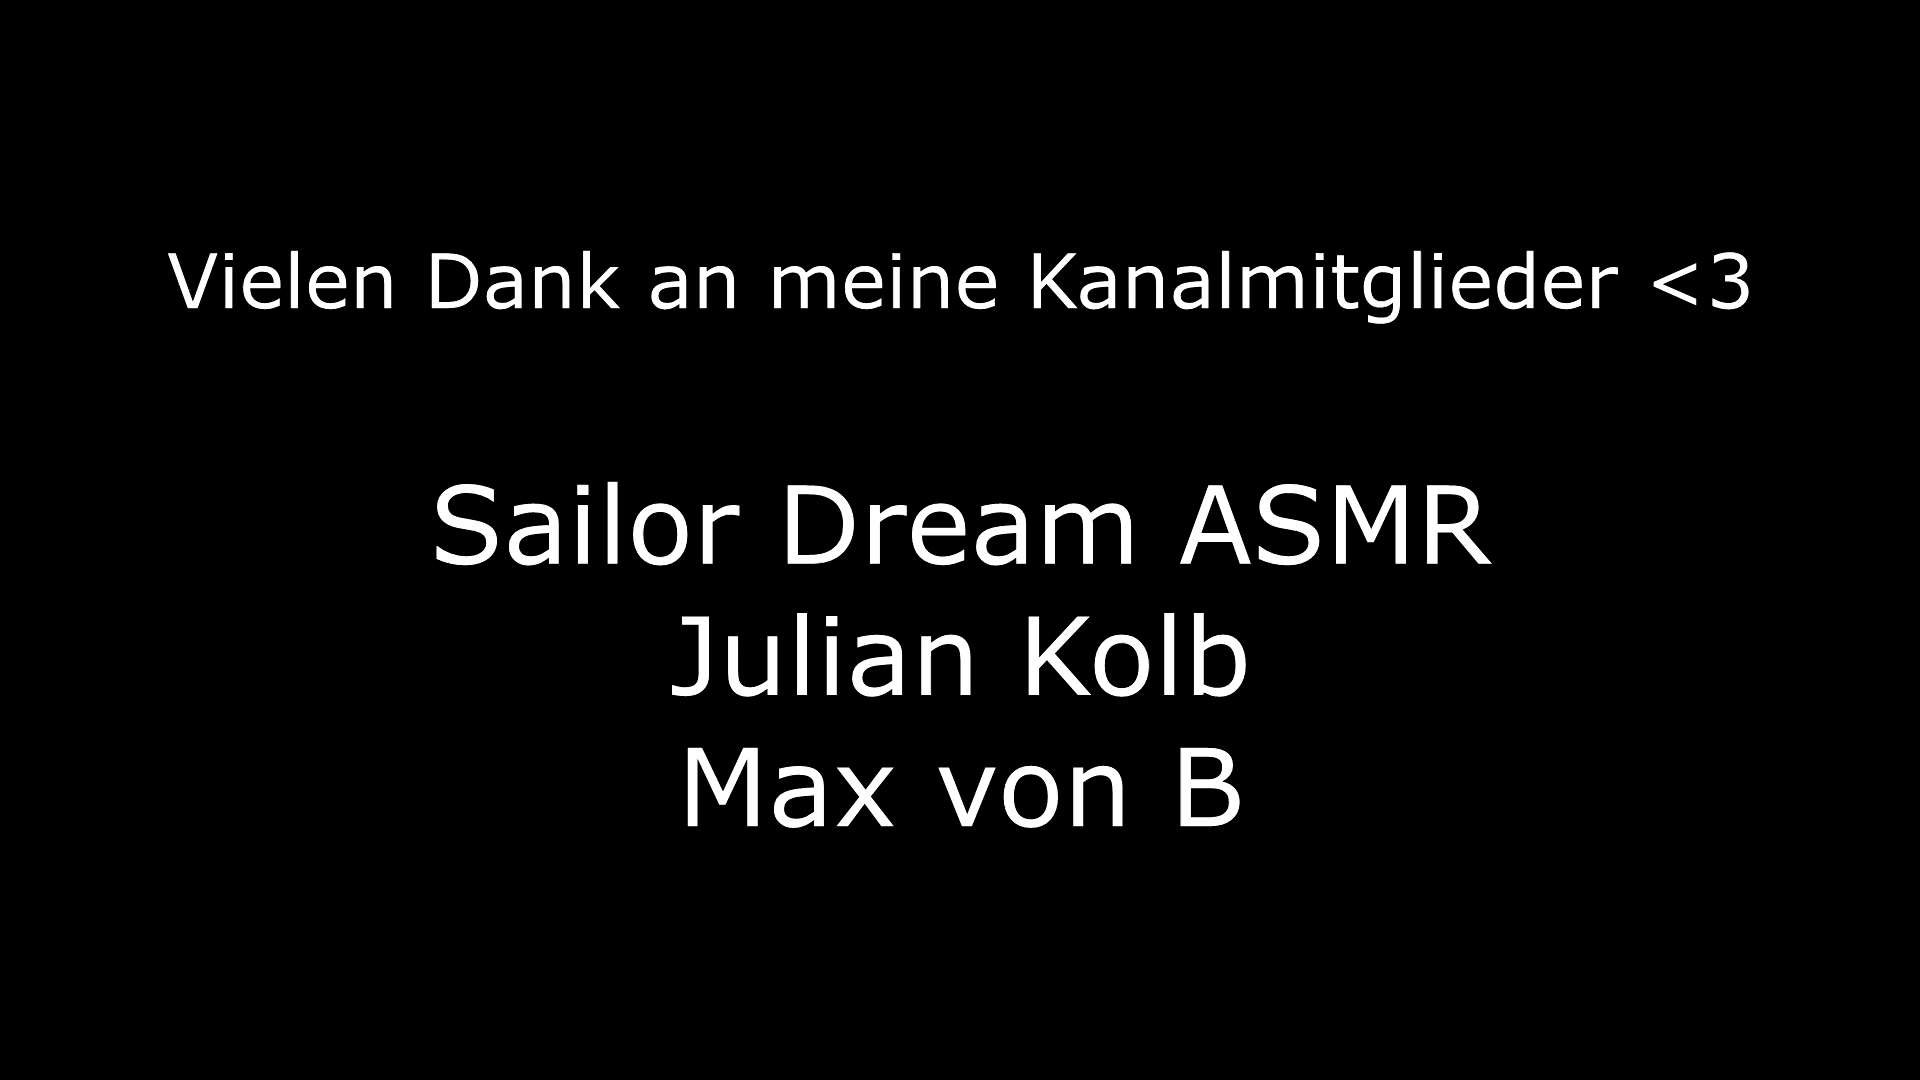 Vielen Dank an meine Kanalmitglieder <3
Sailor Dream ASMR
Julian Kolb
Max von B